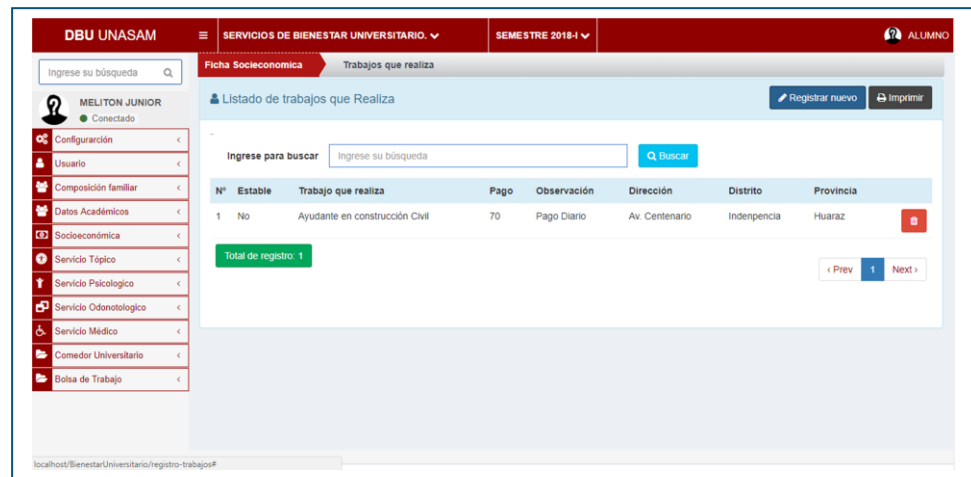 DBU UNASAM
SERVICIOS DE BIENESTAR UNIVERSITARIO.
SEMESTRE 2018-I
ALUMNO
Ingrese su búsqueda
Ficha Socieconomica
Trabajos que realiza
MELITON JUNIOR
Conectado
Listado de trabajos que Realiza
Registrar nuevo
Imprimir
Configurarción
Usuario
Composición familiar
Datos Académicos
Socioeconómica
Servicio Tópico
Servicio Psicologico
Servicio Odonotologico
Servicio Médico
Comedor Universitario
Bolsa de Trabajo
Ingrese para buscar Ingrese su búsqueda Buscar
N° Estable Trabajo que realiza Pago Observación Dirección Distrito Provincia
1 No Ayudante en construcción Civil 70 Pago Diario Av. Centenario Indenpencia Huaraz
Total de registro: 1
‹ Prev 1 Next ›
localhost/BienestarUniversitario/registro-trabajos#